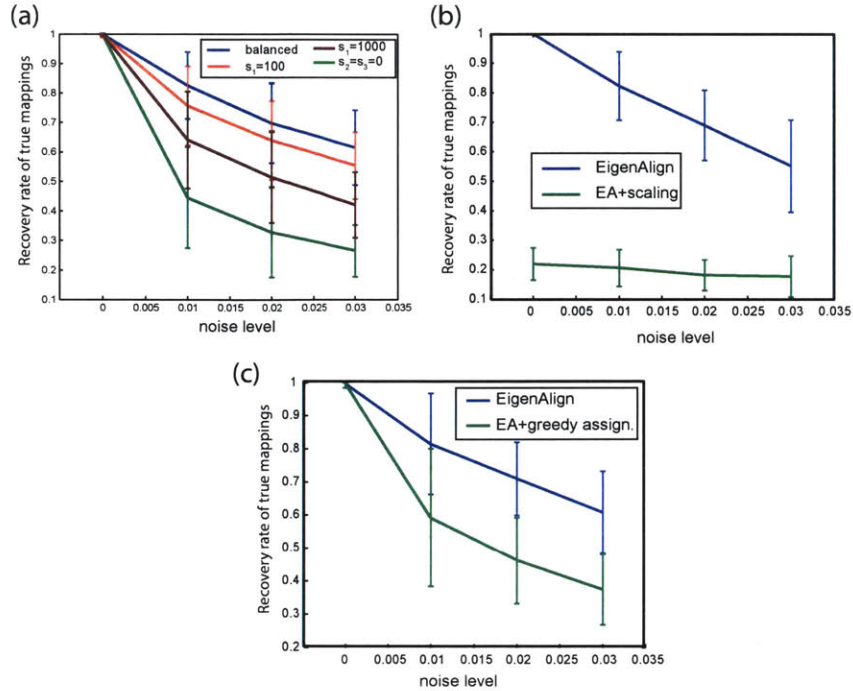 (a)
Recovery rate of true mappings
1
0.9
0.8
0.7
0.6
0.5
0.4
0.3
0.2
0.1
balanced
s1=100
s1=1000
s2=s3=0
0 0.005 0.01 0.015 0.02 0.025 0.03 0.035
noise level
(b)
Recovery rate of true mappings
1
0.9
0.8
0.7
0.6
0.5
0.4
0.3
0.2
0.1
EigenAlign
EA+scaling
0 0.005 0.01 0.015 0.02 0.025 0.03 0.035
noise level
(c)
Recovery rate of true mappings
1
0.9
0.8
0.7
0.6
0.5
0.4
0.3
0.2
EigenAlign
EA+greedy assign.
0 0.005 0.01 0.015 0.02 0.025 0.03 0.035
noise level